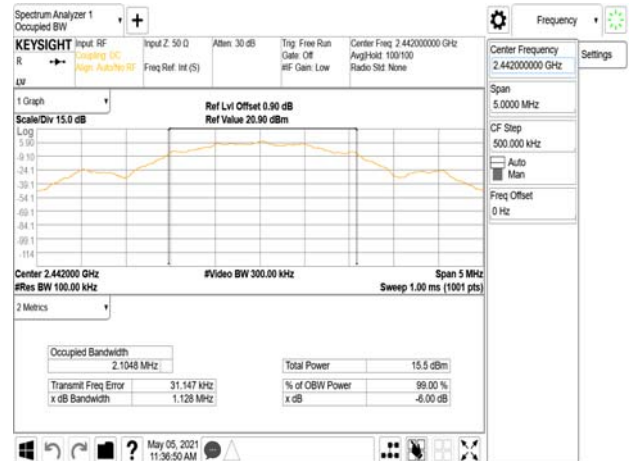 Spectrum Analyzer 1
Occupied BW
Frequency
KEYSIGHT
R
LV
Input: RF
Coupling: DC
Align: Auto/No RF
Input Z: 50 Ω
Freq Ref: Int (S)
Atten: 30 dB
Trig: Free Run
Gate: Off
#IF Gain: Low
Center Freq: 2.442000000 GHz
Avg|Hold: 100/100
Radio Std: None
Center Frequency
2.442000000 GHz
Settings
Span
5.0000 MHz
CF Step
500.000 kHz
Auto
Man
Freq Offset
0 Hz
1 Graph
Scale/Div 15.0 dB
Ref Lvl Offset 0.90 dB
Ref Value 20.90 dBm
Log
5.90
-9.10
-24.1
-39.1
-54.1
-69.1
-84.1
-99.1
-114
Center 2.442000 GHz
#Res BW 100.00 kHz
#Video BW 300.00 kHz
Span 5 MHz
Sweep 1.00 ms (1001 pts)
2 Metrics
Occupied Bandwidth
2.1048 MHz
Total Power 15.5 dBm
Transmit Freq Error 31.147 kHz
% of OBW Power 99.00 %
x dB Bandwidth 1.128 MHz
x dB -6.00 dB
?
May 05, 2021
11:36:50 AM